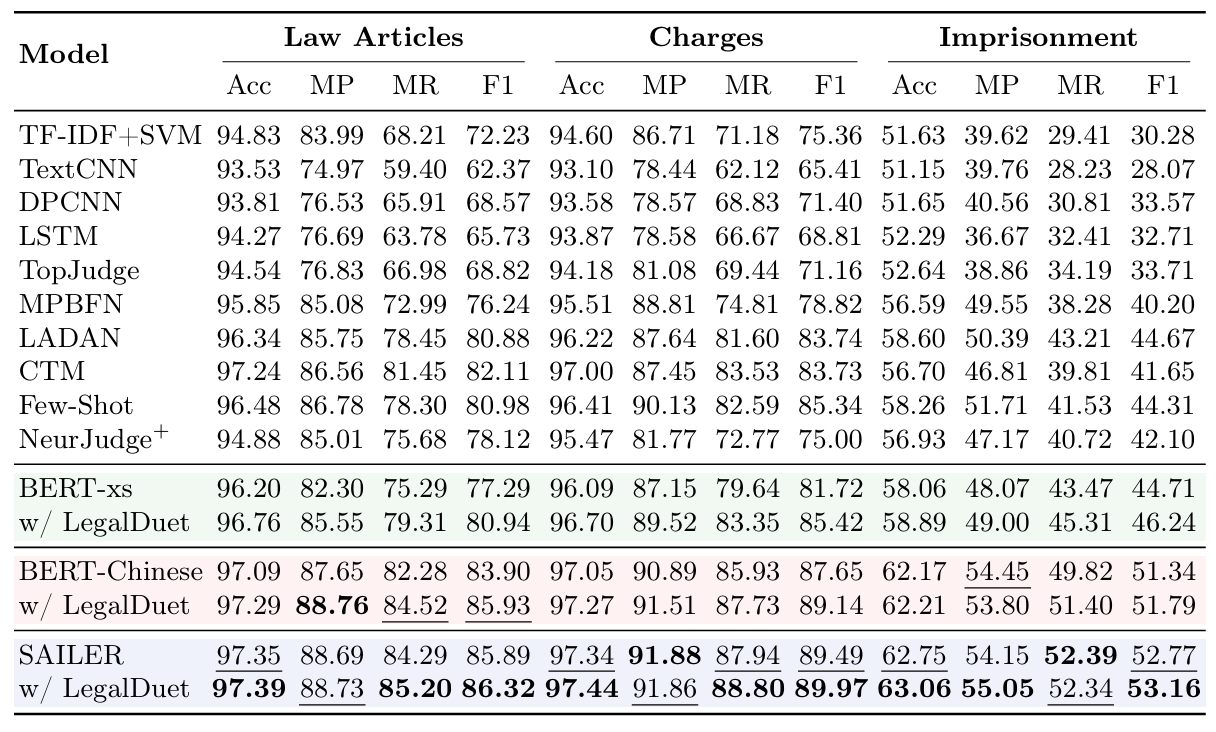 Model Law Articles Charges Imprisonment
Acc MP MR F1 Acc MP MR F1 Acc MP MR F1
TF-IDF+SVM 94.83 83.99 68.21 72.23 94.60 86.71 71.18 75.36 51.63 39.62 29.41 30.28
TextCNN 93.53 74.97 59.40 62.37 93.10 78.44 62.12 65.41 51.15 39.76 28.23 28.07
DPCNN 93.81 76.53 65.91 68.57 93.58 78.57 68.83 71.40 51.65 40.56 30.81 33.57
LSTM 94.27 76.69 63.78 65.73 93.87 78.58 66.67 68.81 52.29 36.67 32.41 32.71
TopJudge 94.54 76.83 66.98 68.82 94.18 81.08 69.44 71.16 52.64 38.86 34.19 33.71
MPBFN 95.85 85.08 72.99 76.24 95.51 88.81 74.81 78.82 56.59 49.55 38.28 40.20
LADAN 96.34 85.75 78.45 80.88 96.22 87.64 81.60 83.74 58.60 50.39 43.21 44.67
CTM 97.24 86.56 81.45 82.11 97.00 87.45 83.53 83.73 56.70 46.81 39.81 41.65
Few-Shot 96.48 86.78 78.30 80.98 96.41 90.13 82.59 85.34 58.26 51.71 41.53 44.31
NeurJudge+ 94.88 85.01 75.68 78.12 95.47 81.77 72.77 75.00 56.93 47.17 40.72 42.10
BERT-xs 96.20 82.30 75.29 77.29 96.09 87.15 79.64 81.72 58.06 48.07 43.47 44.71
w/ LegalDuet 96.76 85.55 79.31 80.94 96.70 89.52 83.35 85.42 58.89 49.00 45.31 46.24
BERT-Chinese 97.09 87.65 82.28 83.90 97.05 90.89 85.93 87.65 62.17 54.45 49.82 51.34
w/ LegalDuet 97.29 88.76 84.52 85.93 97.27 91.51 87.73 89.14 62.21 53.80 51.40 51.79
SAILER 97.35 88.69 84.29 85.89 97.34 91.88 87.94 89.49 62.75 54.15 52.39 52.77
w/ LegalDuet 97.39 88.73 85.20 86.32 97.44 91.86 88.80 89.97 63.06 55.05 52.34 53.16